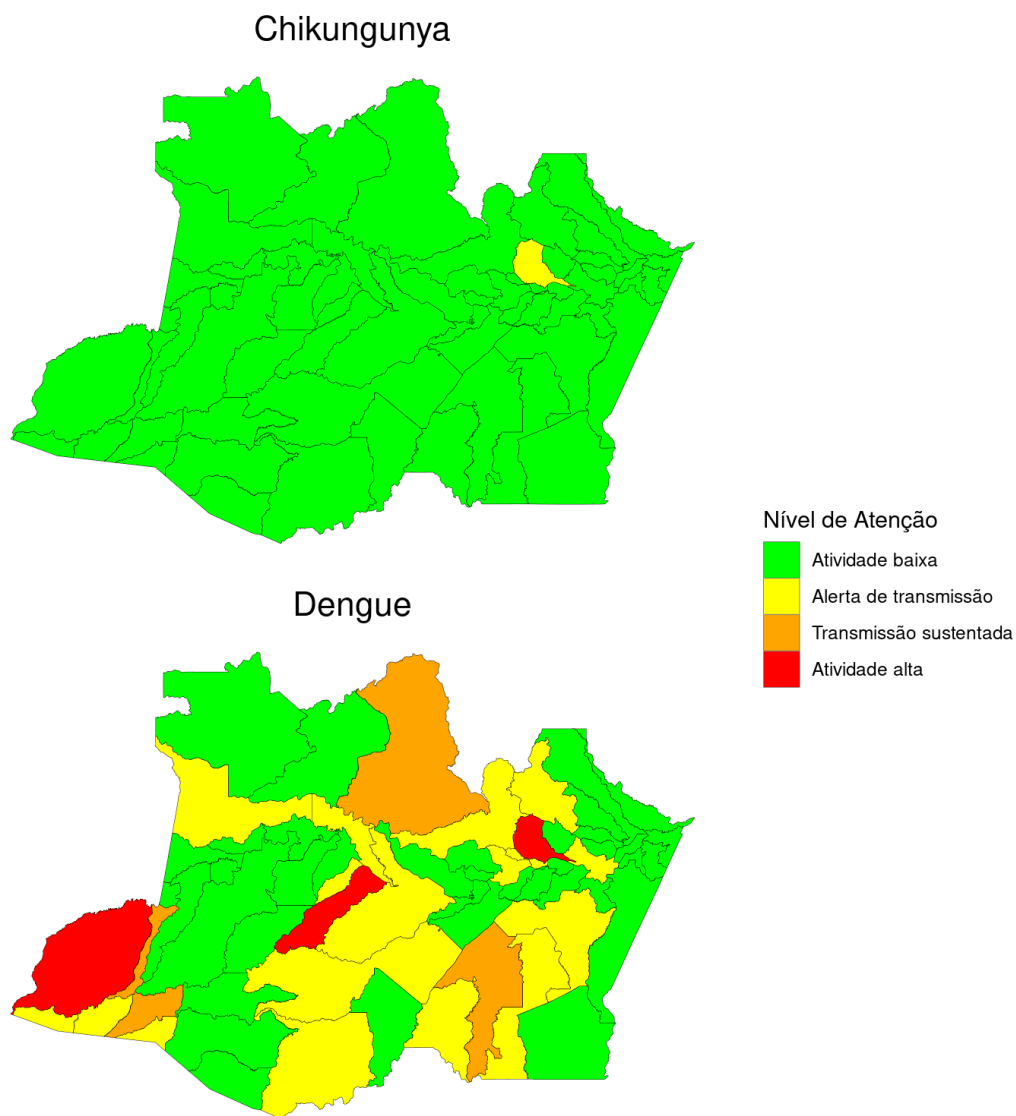 Chikungunya
Nível de Atenção
Atividade baixa
Alerta de transmissão
Transmissão sustentada
Atividade alta
Dengue